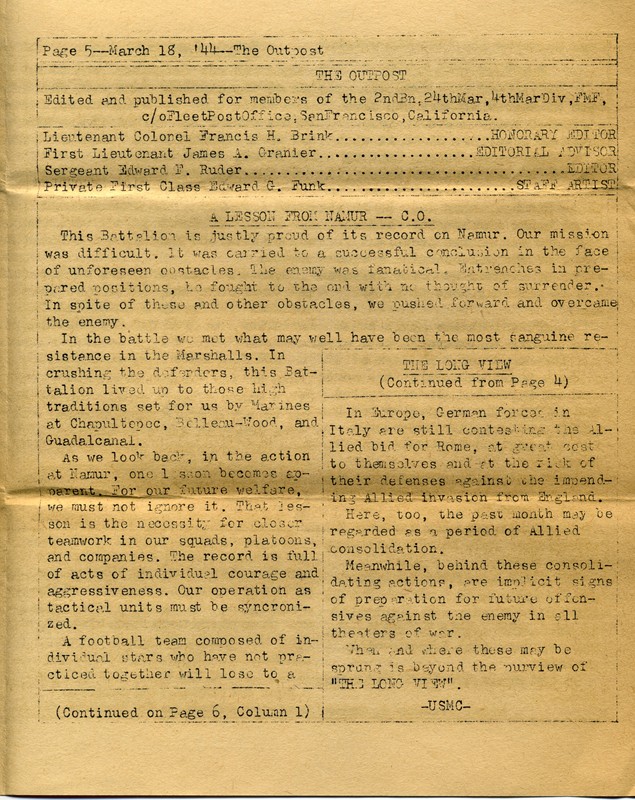 Page 5--March 18, '44--The Outpost
THE OUTPOST
Edited and published for members of the 2ndBn,24thMar,4thMarDiv,FMF,
c/oFleetPostOffice,SanFrancisco,California.
Lieutenant Colonel Francis H. Brink....................HONORARY EDITOR
First Lieutenant James A. Granier....................EDITORIAL ADVISOR
Sergeant Edward F. Ruder........................................EDITOR
Private First Class Edward G. Funk........................STAFF ARTIST
A LESSON FROM NAMUR -- C.O.
This Battalion is justly proud of its record on Namur. Our mission
was difficult. It was carried to a successful conclusion in the face
of unforeseen obstacles. The enemy was fanatical. Entrenches in pre-
pared positions, he fought to the end with no thought of surrender.
In spite of these and other obstacles, we pushed forward and overcame
the enemy.
In the battle we met what may well have been the most sanguine re-
sistance in the Marshalls. In
crushing the defenders, this Bat-
talion lived up to those high
traditions set for us by Marines
at Chapultepec, Belleau-Wood, and
Guadalcanal.
As we look back, in the action
at Namur, one lesson becomes ap-
parent. For our future welfare,
we must not ignore it. That les-
son is the necessity for closer
teamwork in our squads, platoons,
and companies. The record is full
of acts of individual courage and
aggressiveness. Our operation as
tactical units must be syncroni-
zed.
A football team composed of in-
dividual stars who have not pra-
cticed together will lose to a
(Continued on Page 6, Column 1)
THE LONG VIEW
(Continued from Page 4)
In Europe, German forces in
Italy are still contesting the Al-
lied bid for Rome, at great cost
to themselves and at the risk of
their defenses against the impend-
ing Allied invasion from England.
Here, too, the past month may be
regarded as a period of Allied
consolidation.
Meanwhile, behind these consoli-
dating actions, are implicit signs
of preparation for future offen-
sives against the enemy in all
theaters of war.
When and where these may be
sprung is beyond the purview of
"THE LONG VIEW".
-USMC-